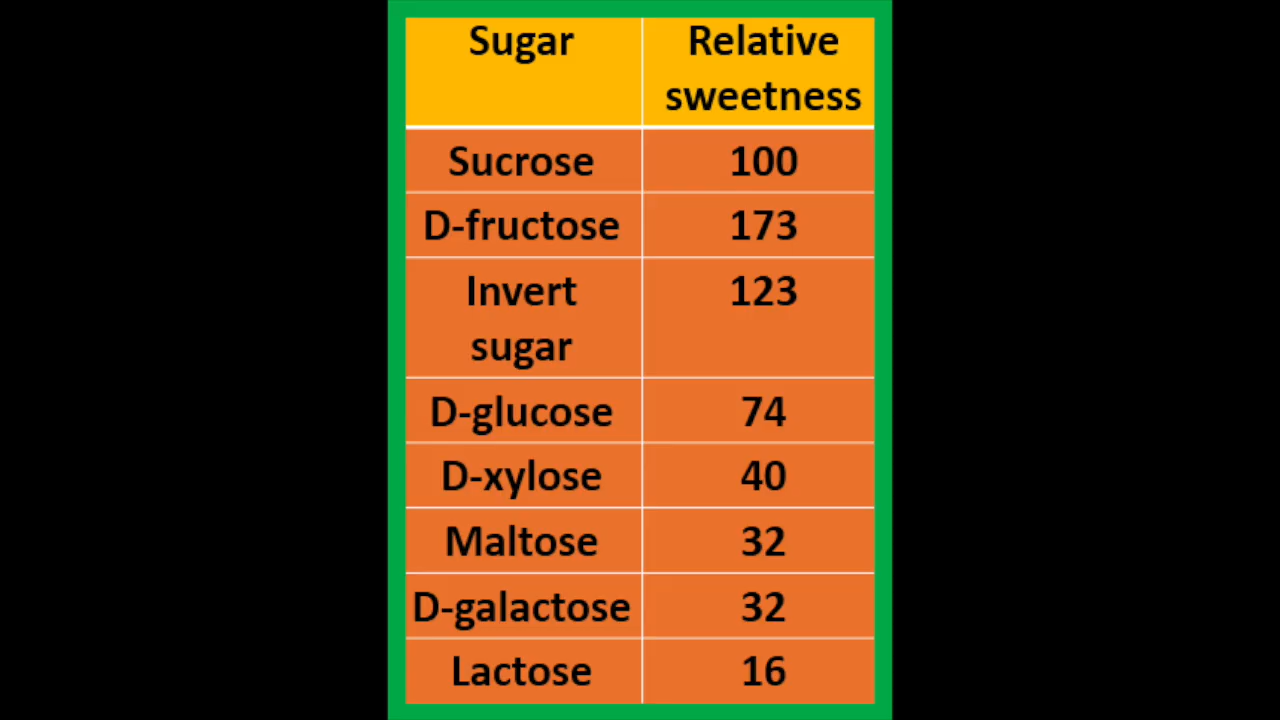 Sugar Relative
sweetness
Sucrose 100
D-fructose 173
Invert 123
sugar
D-glucose 74
D-xylose 40
Maltose 32
D-galactose 32
Lactose 16